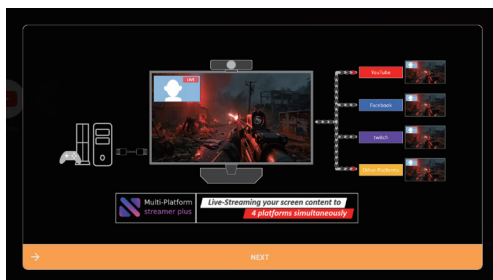 LIVE
YouTube
Facebook
twitch
Other Platforms
Multi-Platform
streamer plus
Live-Streaming your screen content to
4 platforms simultaneously
NEXT